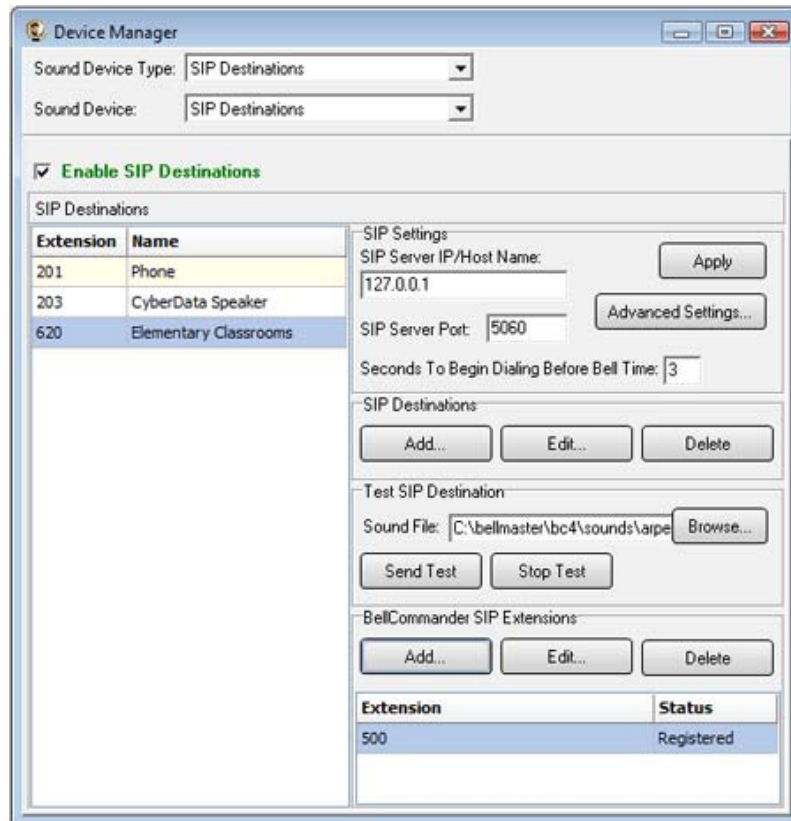 Device Manager
Sound Device Type: SIP Destinations
Sound Device: SIP Destinations
Enable SIP Destinations
SIP Destinations
Extension Name
201 Phone
203 CyberData Speaker
620 Elementary Classrooms
SIP Settings
SIP Server IP/Host Name:
127.0.0.1
Apply
Advanced Settings...
SIP Server Port: 5060
Seconds To Begin Dialing Before Bell Time: 3
SIP Destinations
Add... Edit... Delete
Test SIP Destination
Sound File: C:\bellmaster\bc4\sounds\arpe Browse...
Send Test Stop Test
BellCommander SIP Extensions
Add... Edit... Delete
Extension Status
500 Registered